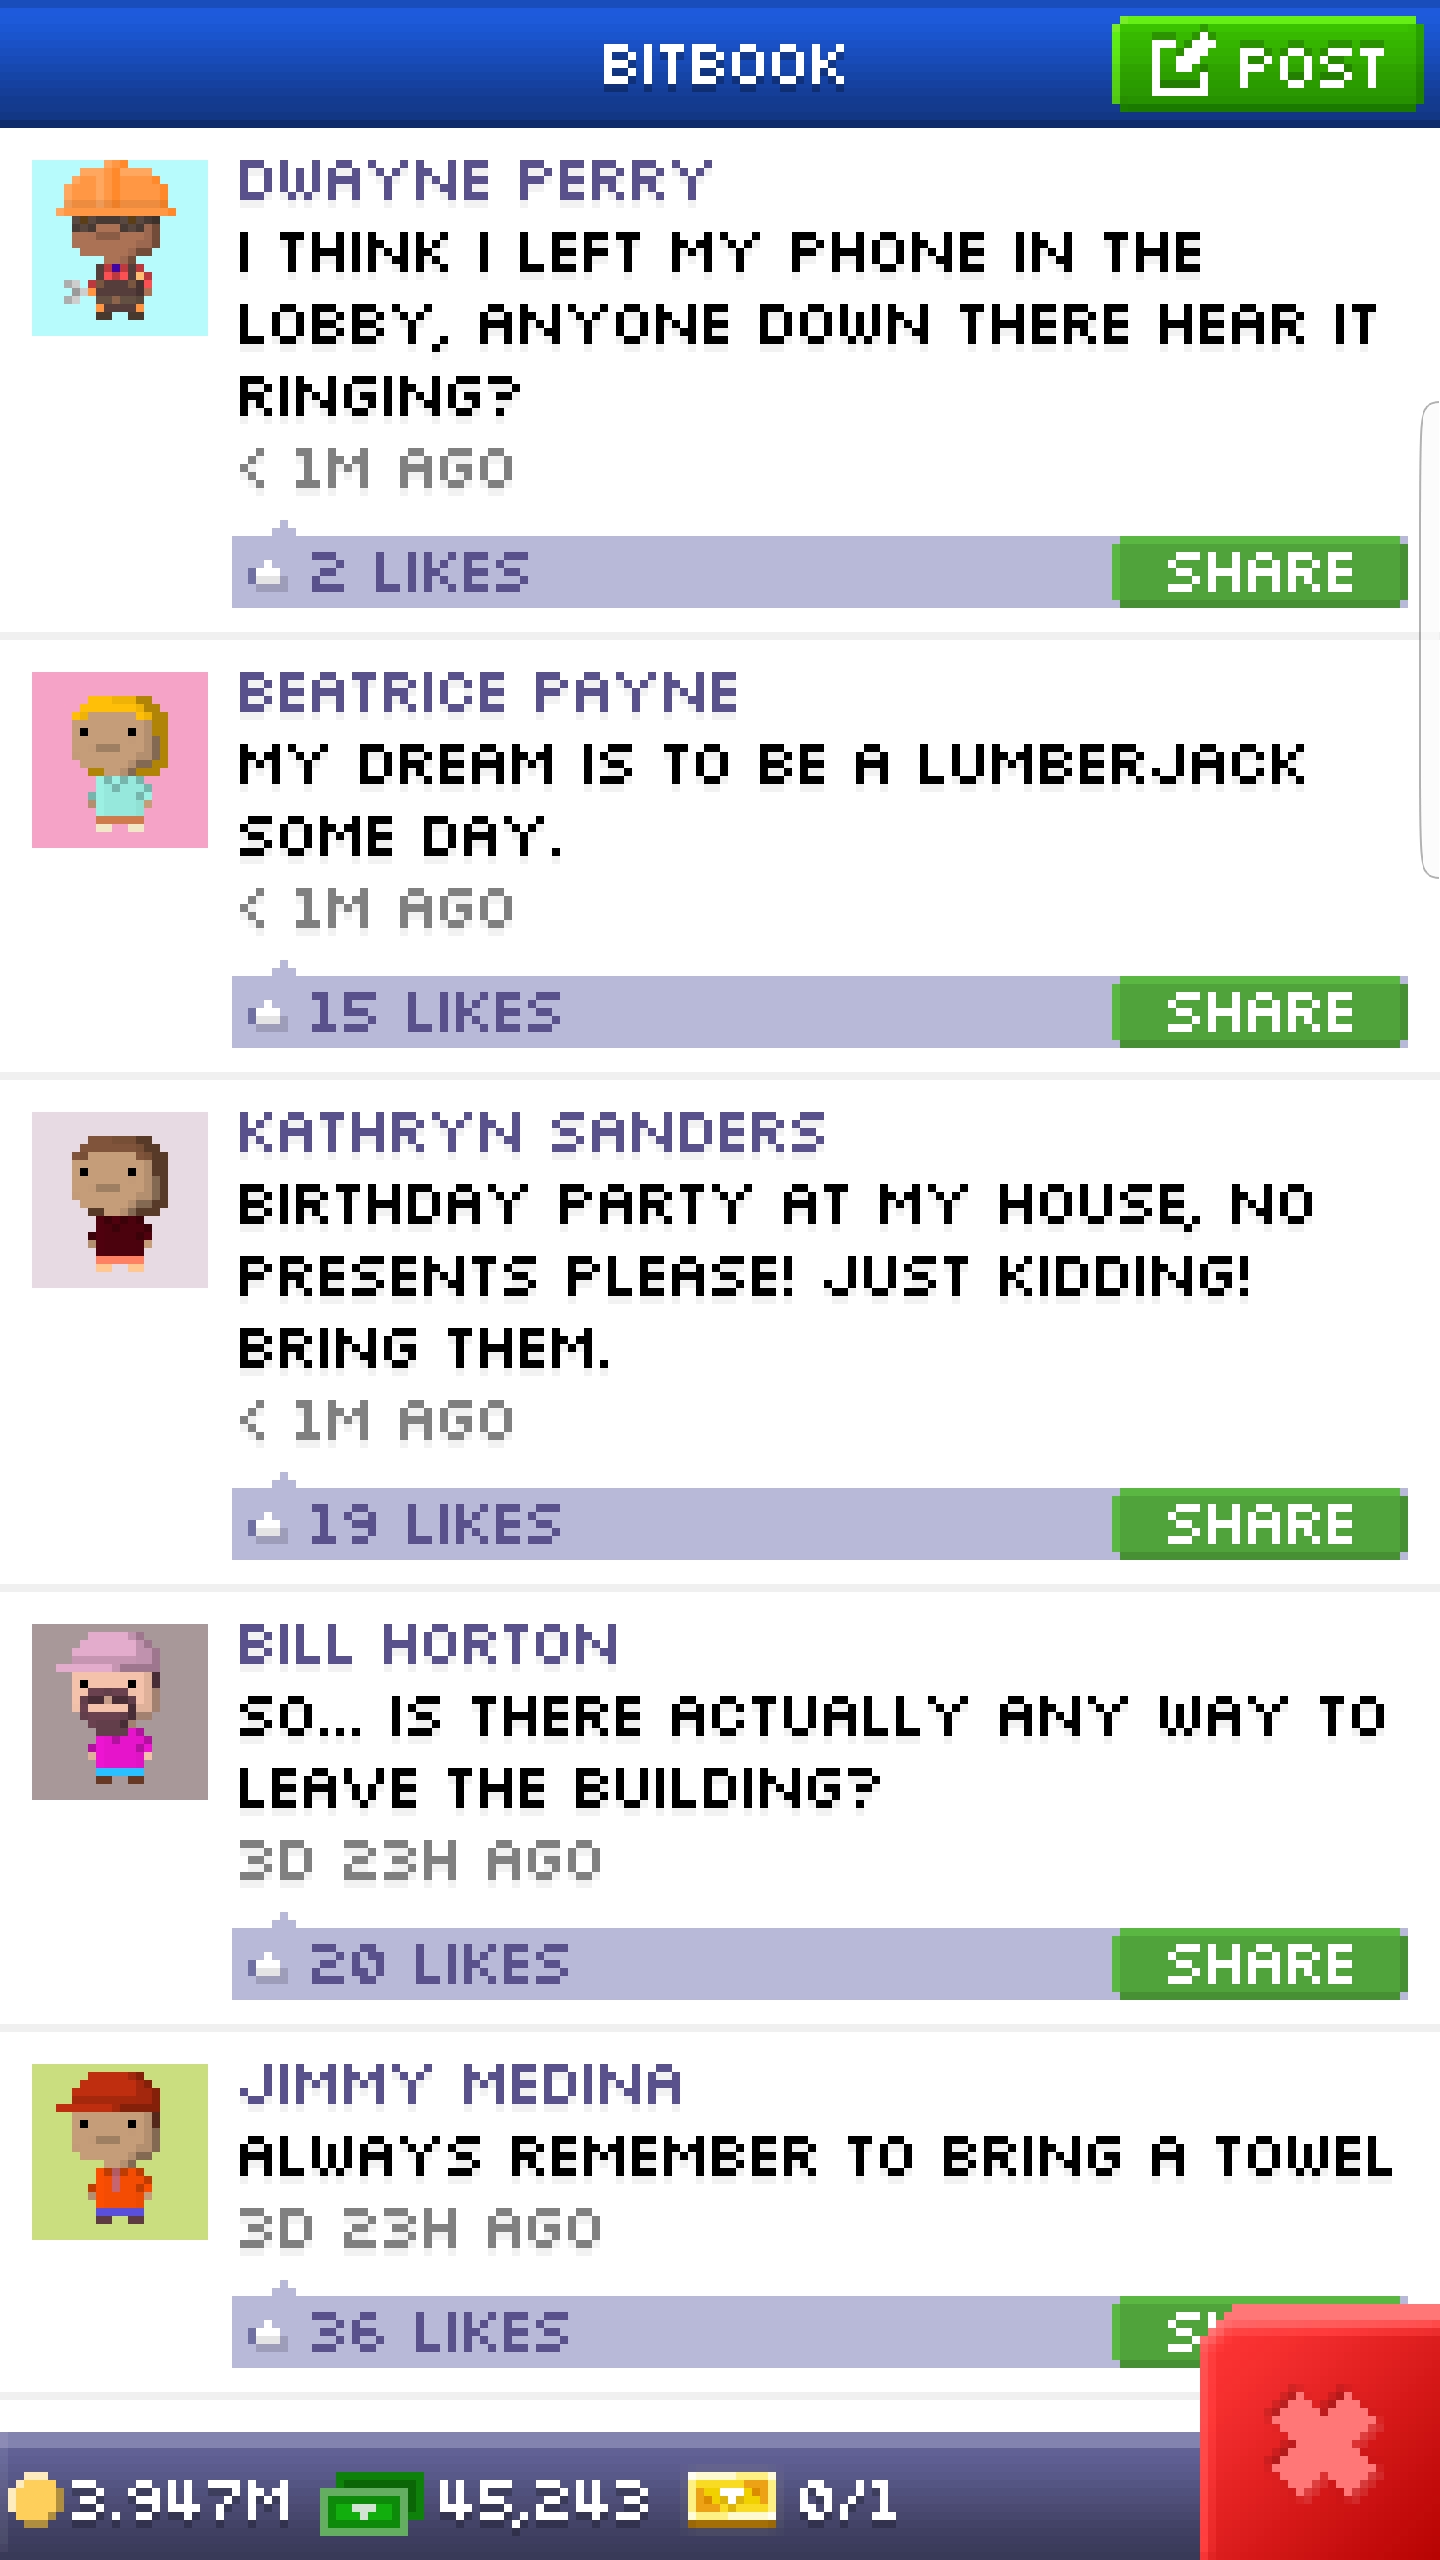 BITBOOK
POST
DWAYNE PERRY
I THINK I LEFT MY PHONE IN THE
LOBBY, ANYONE DOWN THERE HEAR IT
RINGING?
< 1M AGO
2 LIKES
SHARE
BEATRICE PAYNE
MY DREAM IS TO BE A LUMBERJACK
SOME DAY.
< 1M AGO
15 LIKES
SHARE
KATHRYN SANDERS
BIRTHDAY PARTY AT MY HOUSE, NO
PRESENTS PLEASE! JUST KIDDING!
BRING THEM.
< 1M AGO
19 LIKES
SHARE
BILL HORTON
SO... IS THERE ACTUALLY ANY WAY TO
LEAVE THE BUILDING?
3D 23H AGO
20 LIKES
SHARE
JIMMY MEDINA
ALWAYS REMEMBER TO BRING A TOWEL
3D 23H AGO
36 LIKES
3.947M
45,243
0/1